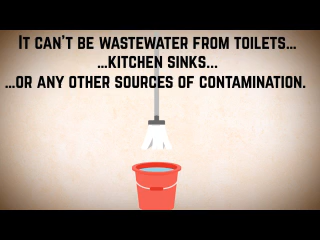 It can't be wastewater from toilets...
...kitchen sinks...
...or any other sources of contamination.